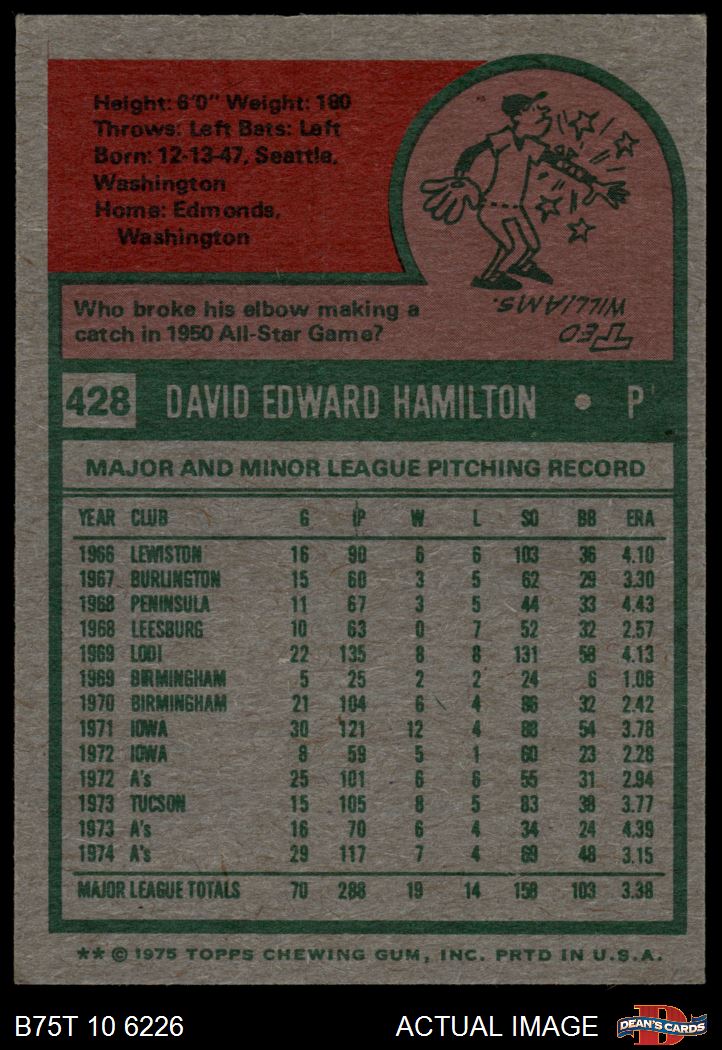 Height: 6'0" Weight: 180
Throws: Left Bats: Left
Born: 12-13-47, Seattle,
Washington
Home: Edmonds,
Washington
TED
WILLIAMS.
Who broke his elbow making a
catch in 1950 All-Star Game?
428 DAVID EDWARD HAMILTON • P
MAJOR AND MINOR LEAGUE PITCHING RECORD
YEAR CLUB G IP W L SO BB ERA
1966 LEWISTON 16 90 6 6 103 36 4.10
1967 BURLINGTON 15 60 3 5 62 29 3.30
1968 PENINSULA 11 67 3 5 44 33 4.43
1968 LEESBURG 10 63 0 7 52 32 2.57
1969 LODI 22 135 8 8 131 58 4.13
1969 BIRMINGHAM 5 25 2 2 24 6 1.08
1970 BIRMINGHAM 21 104 6 4 86 32 2.42
1971 IOWA 30 121 12 4 88 54 3.78
1972 IOWA 8 59 5 1 60 23 2.28
1972 A's 25 101 6 6 55 31 2.94
1973 TUCSON 15 105 8 5 83 38 3.77
1973 A's 16 70 6 4 34 24 4.39
1974 A's 29 117 7 4 69 48 3.15
MAJOR LEAGUE TOTALS 70 288 19 14 158 103 3.38
** © 1975 TOPPS CHEWING GUM, INC. PRTD IN U.S.A.
B75T 10 6226 ACTUAL IMAGE DEAN'S CARDS